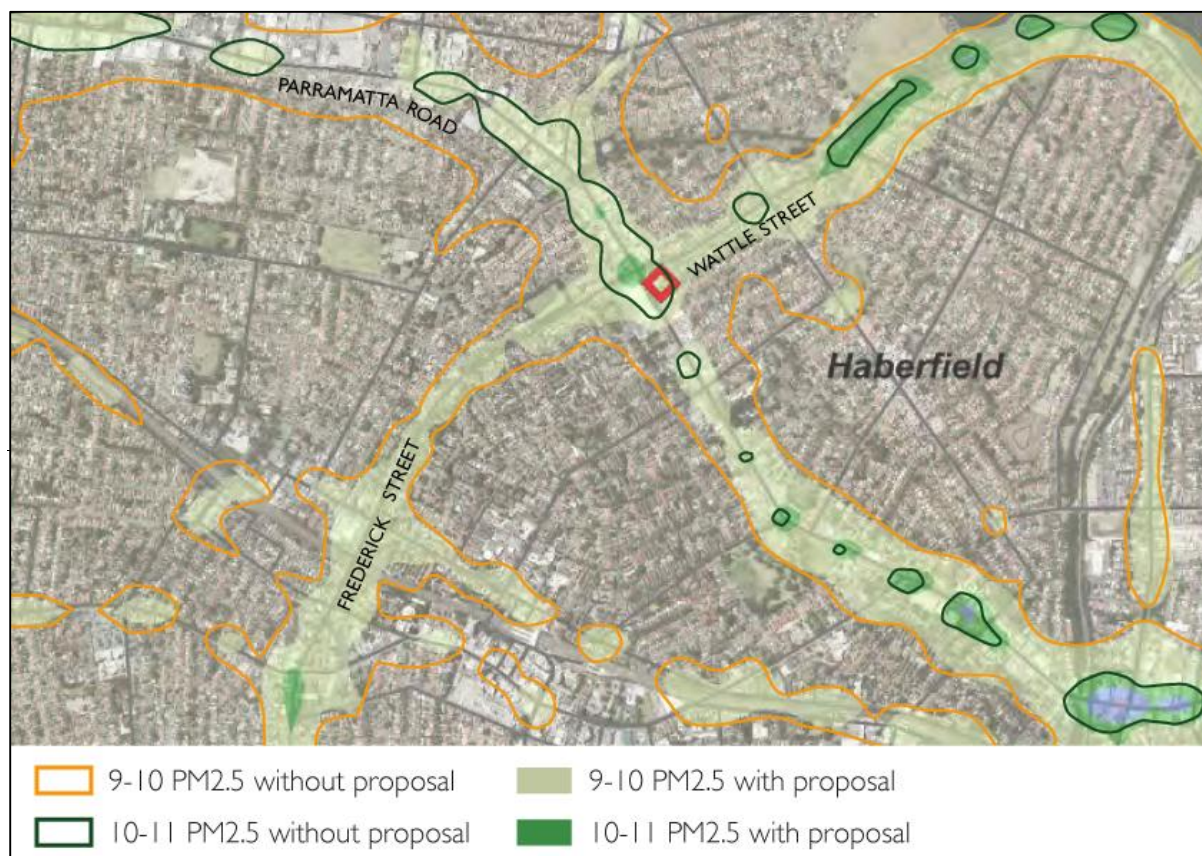 PARRAMATTA ROAD
WATTLE STREET
Haberfield
FREDERICK STREET
9-10 PM2.5 without proposal
9-10 PM2.5 with proposal
10-11 PM2.5 without proposal
10-11 PM2.5 with proposal